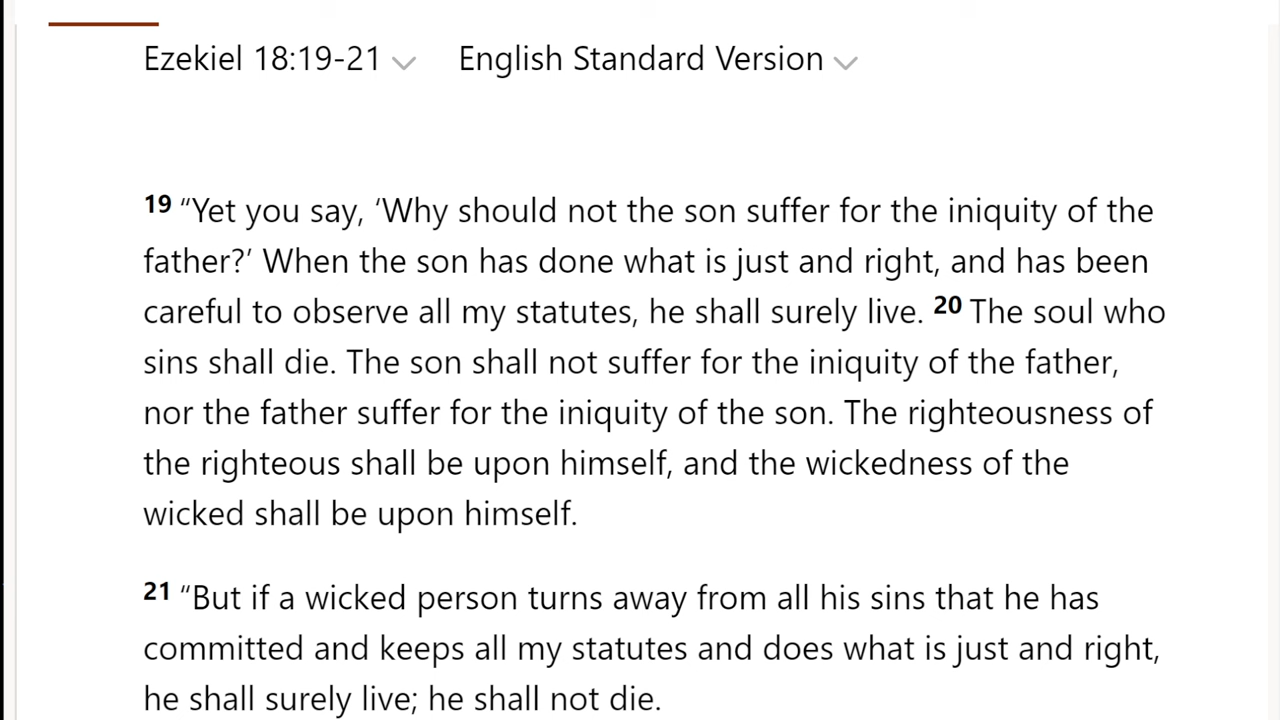 Ezekiel 18:19-21 English Standard Version
19 “Yet you say, ‘Why should not the son suffer for the iniquity of the
father?’ When the son has done what is just and right, and has been
careful to observe all my statutes, he shall surely live. 20 The soul who
sins shall die. The son shall not suffer for the iniquity of the father,
nor the father suffer for the iniquity of the son. The righteousness of
the righteous shall be upon himself, and the wickedness of the
wicked shall be upon himself.
21 “But if a wicked person turns away from all his sins that he has
committed and keeps all my statutes and does what is just and right,
he shall surely live; he shall not die.